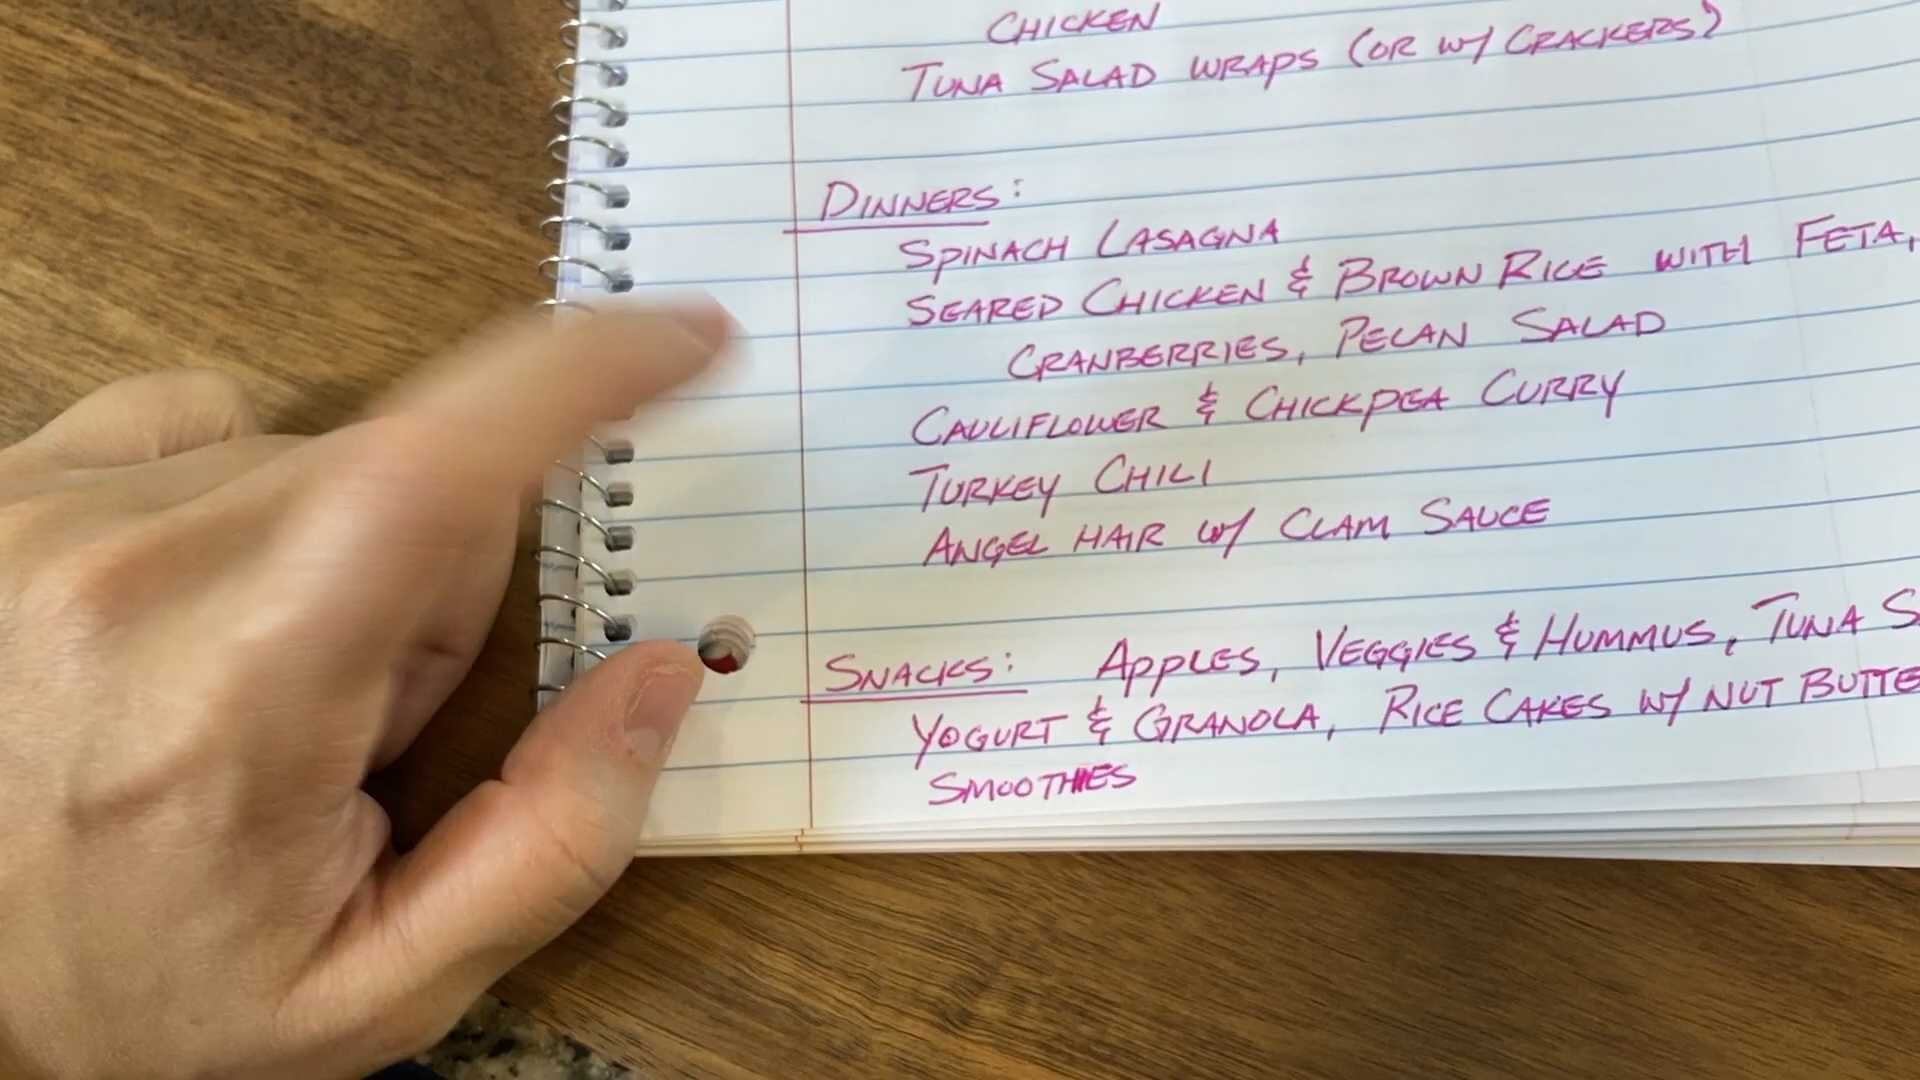 CHICKEN
TUNA SALAD WRAPS (OR W/ CRACKERS)
DINNERS:
SPINACH LASAGNA
SEARED CHICKEN & BROWN RICE WITH FETA,
CRANBERRIES, PECAN SALAD
CAULIFLOWER & CHICKPEA CURRY
TURKEY CHILI
ANGEL HAIR W/ CLAM SAUCE
SNACKS: APPLES, VEGGIES & HUMMUS, TUNA S
YOGURT & GRANOLA, RICE CAKES W/ NUT BUTTE
SMOOTHIES